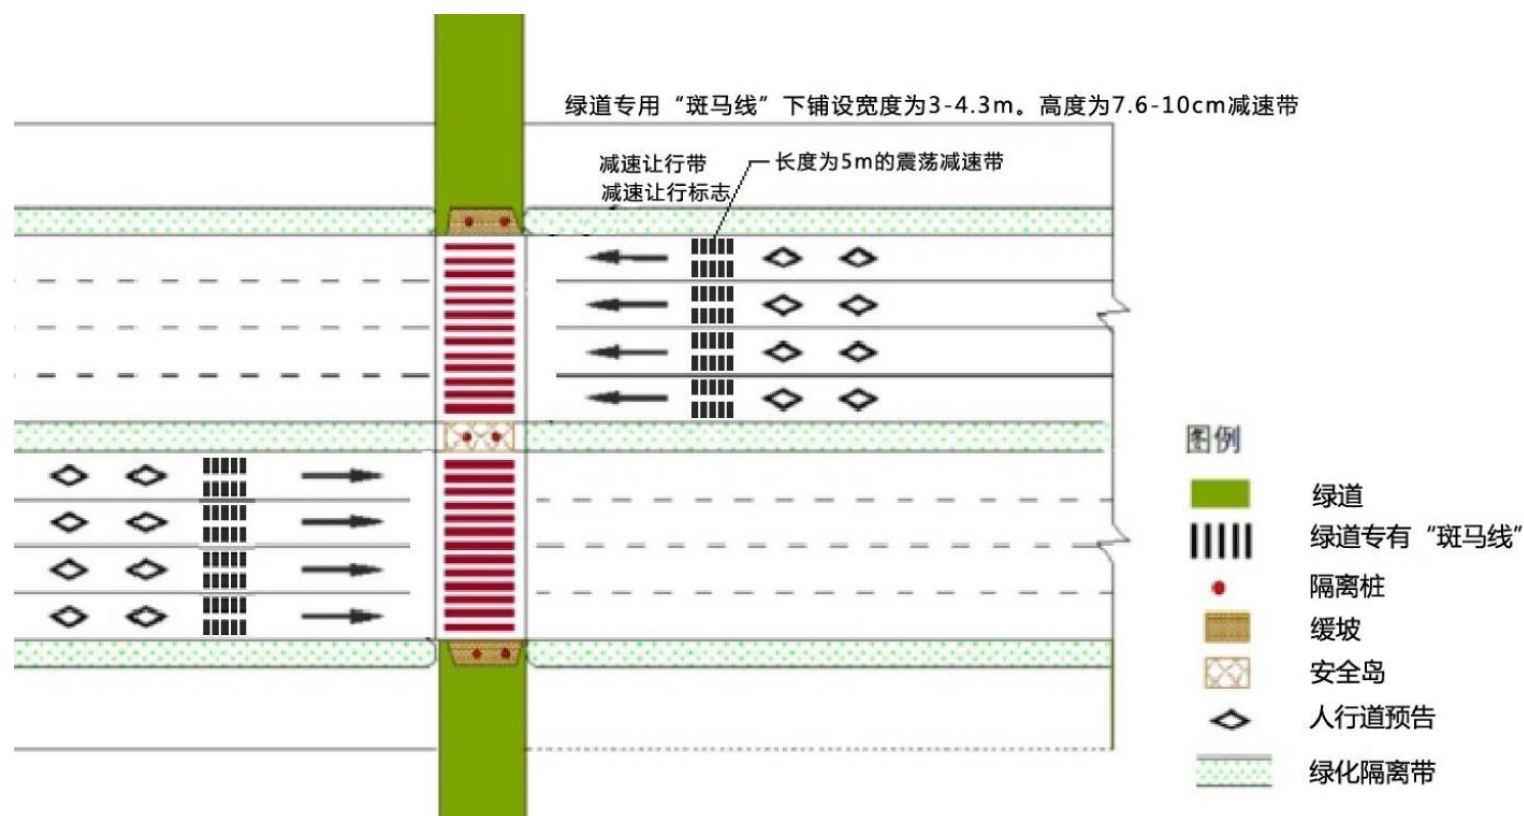 绿道专用“斑马线”下铺设宽度为3-4.3m。高度为7.6-10cm减速带
减速让行带
长度为5m的震荡减速带
减速让行标志
图例
绿道
绿道专有“斑马线”
隔离桩
缓坡
安全岛
人行道预告
绿化隔离带